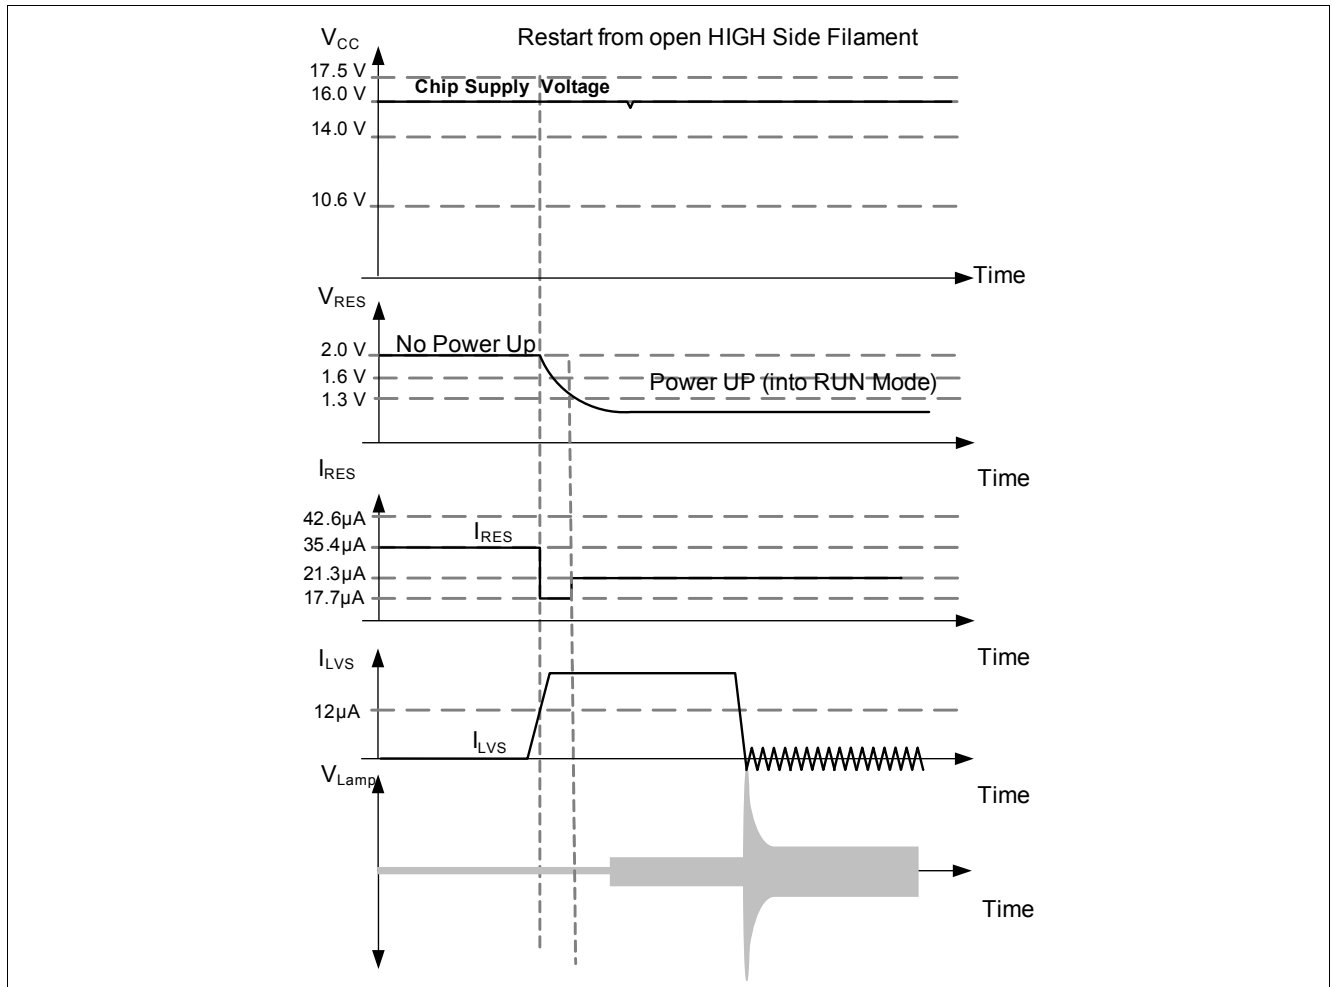 Restart from open HIGH Side Filament
VCC
17.5 V
Chip Supply Voltage
16.0 V
14.0 V
10.6 V
Time
VRES
No Power Up
2.0 V
1.6 V
Power UP (into RUN Mode)
1.3 V
Time
IRES
42.6µA
IRES
35.4µA
21.3µA
17.7µA
Time
ILVS
12µA
ILVS
Time
VLamp
Time